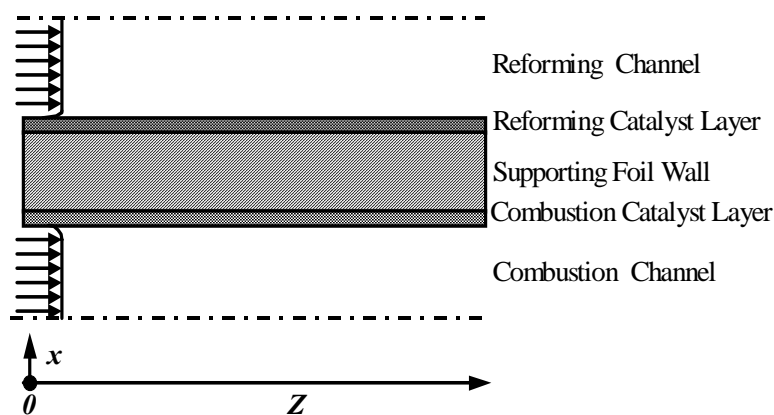 Reforming Channel
Reforming Catalyst Layer
Supporting Foil Wall
Combustion Catalyst Layer
Combustion Channel
x
0
Z